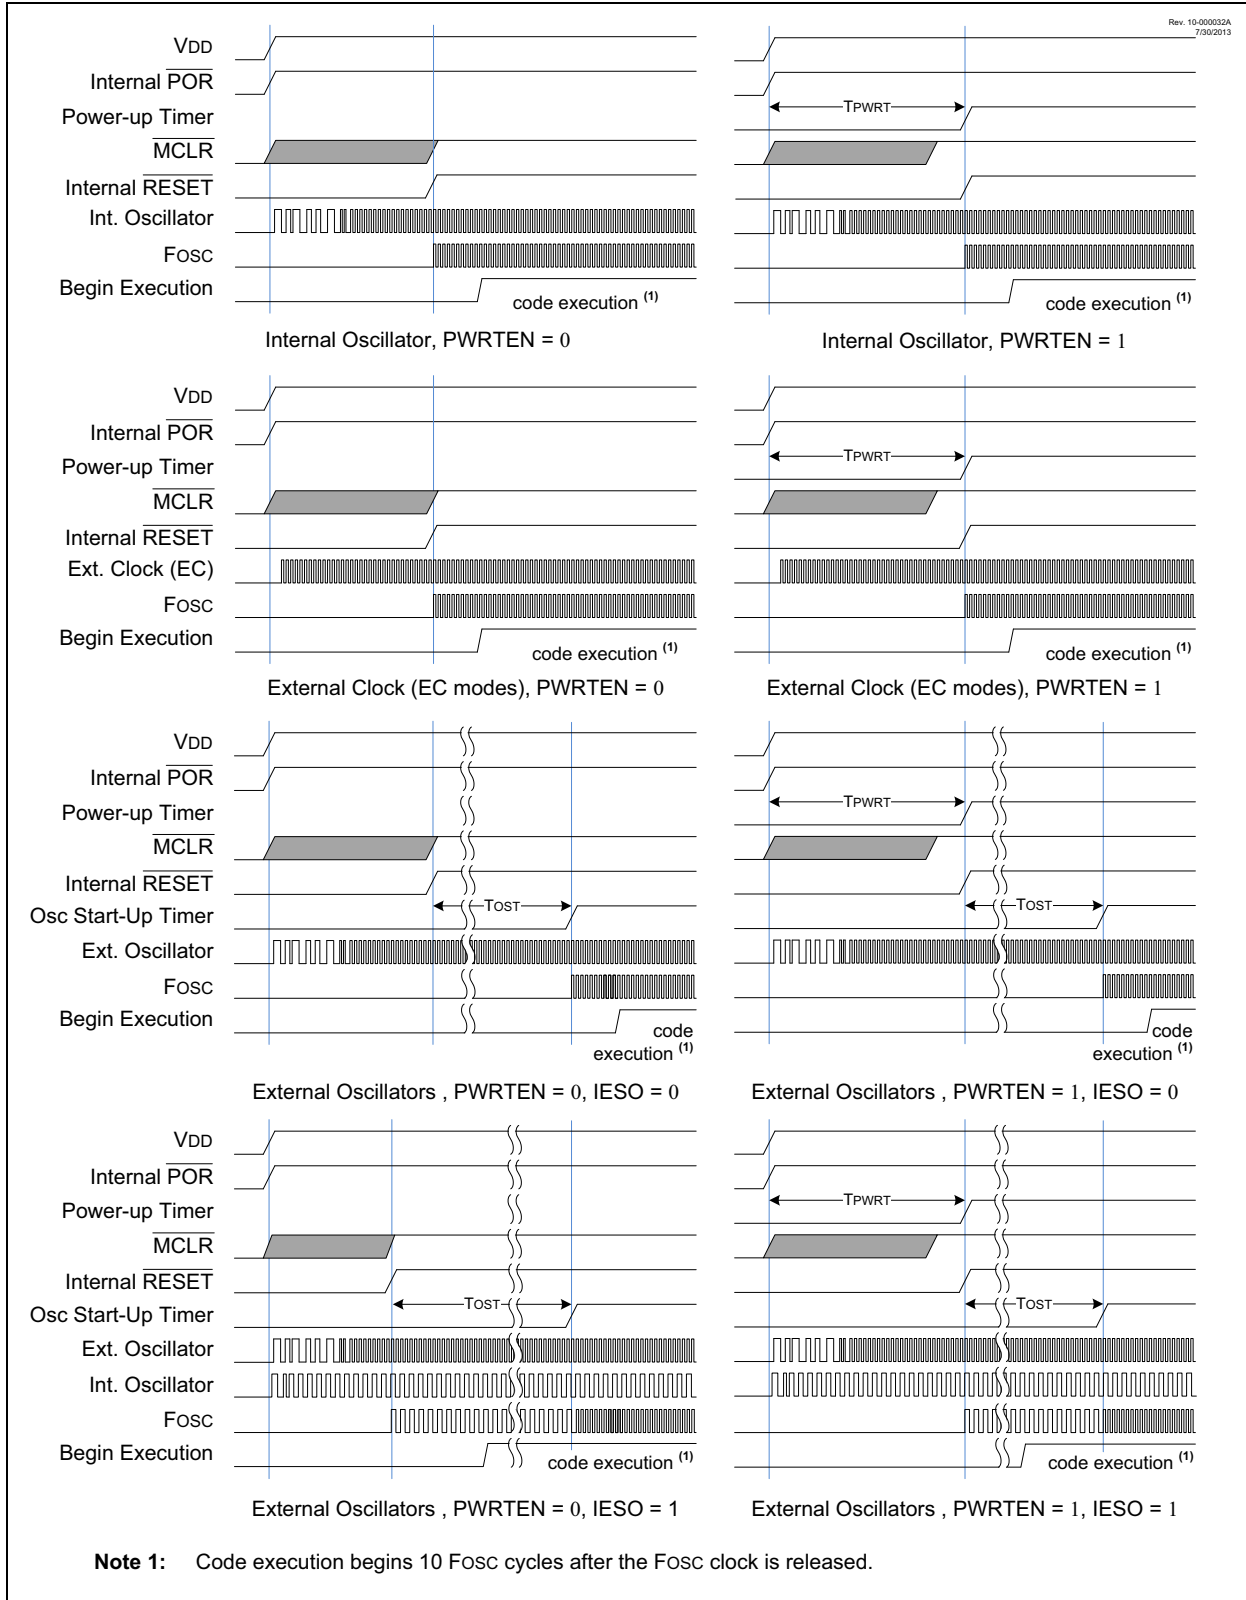 Rev. 10-000032A
7/30/2013
VDD
Internal POR
Power-up Timer
MCLR
Internal RESET
Int. Oscillator
FOSC
Begin Execution
code execution (1)
Internal Oscillator, PWRTEN = 0
TPWRT
code execution (1)
Internal Oscillator, PWRTEN = 1
VDD
Internal POR
Power-up Timer
MCLR
Internal RESET
Ext. Clock (EC)
FOSC
Begin Execution
code execution (1)
External Clock (EC modes), PWRTEN = 0
TPWRT
code execution (1)
External Clock (EC modes), PWRTEN = 1
VDD
Internal POR
Power-up Timer
MCLR
Internal RESET
Osc Start-Up Timer
Ext. Oscillator
FOSC
Begin Execution
TOST
code
execution (1)
External Oscillators , PWRTEN = 0, IESO = 0
TPWRT
TOST
code
execution (1)
External Oscillators , PWRTEN = 1, IESO = 0
VDD
Internal POR
Power-up Timer
MCLR
Internal RESET
Osc Start-Up Timer
Ext. Oscillator
Int. Oscillator
FOSC
Begin Execution
TOST
code execution (1)
External Oscillators , PWRTEN = 0, IESO = 1
TPWRT
TOST
code execution (1)
External Oscillators , PWRTEN = 1, IESO = 1
Note 1: Code execution begins 10 FOSC cycles after the FOSC clock is released.